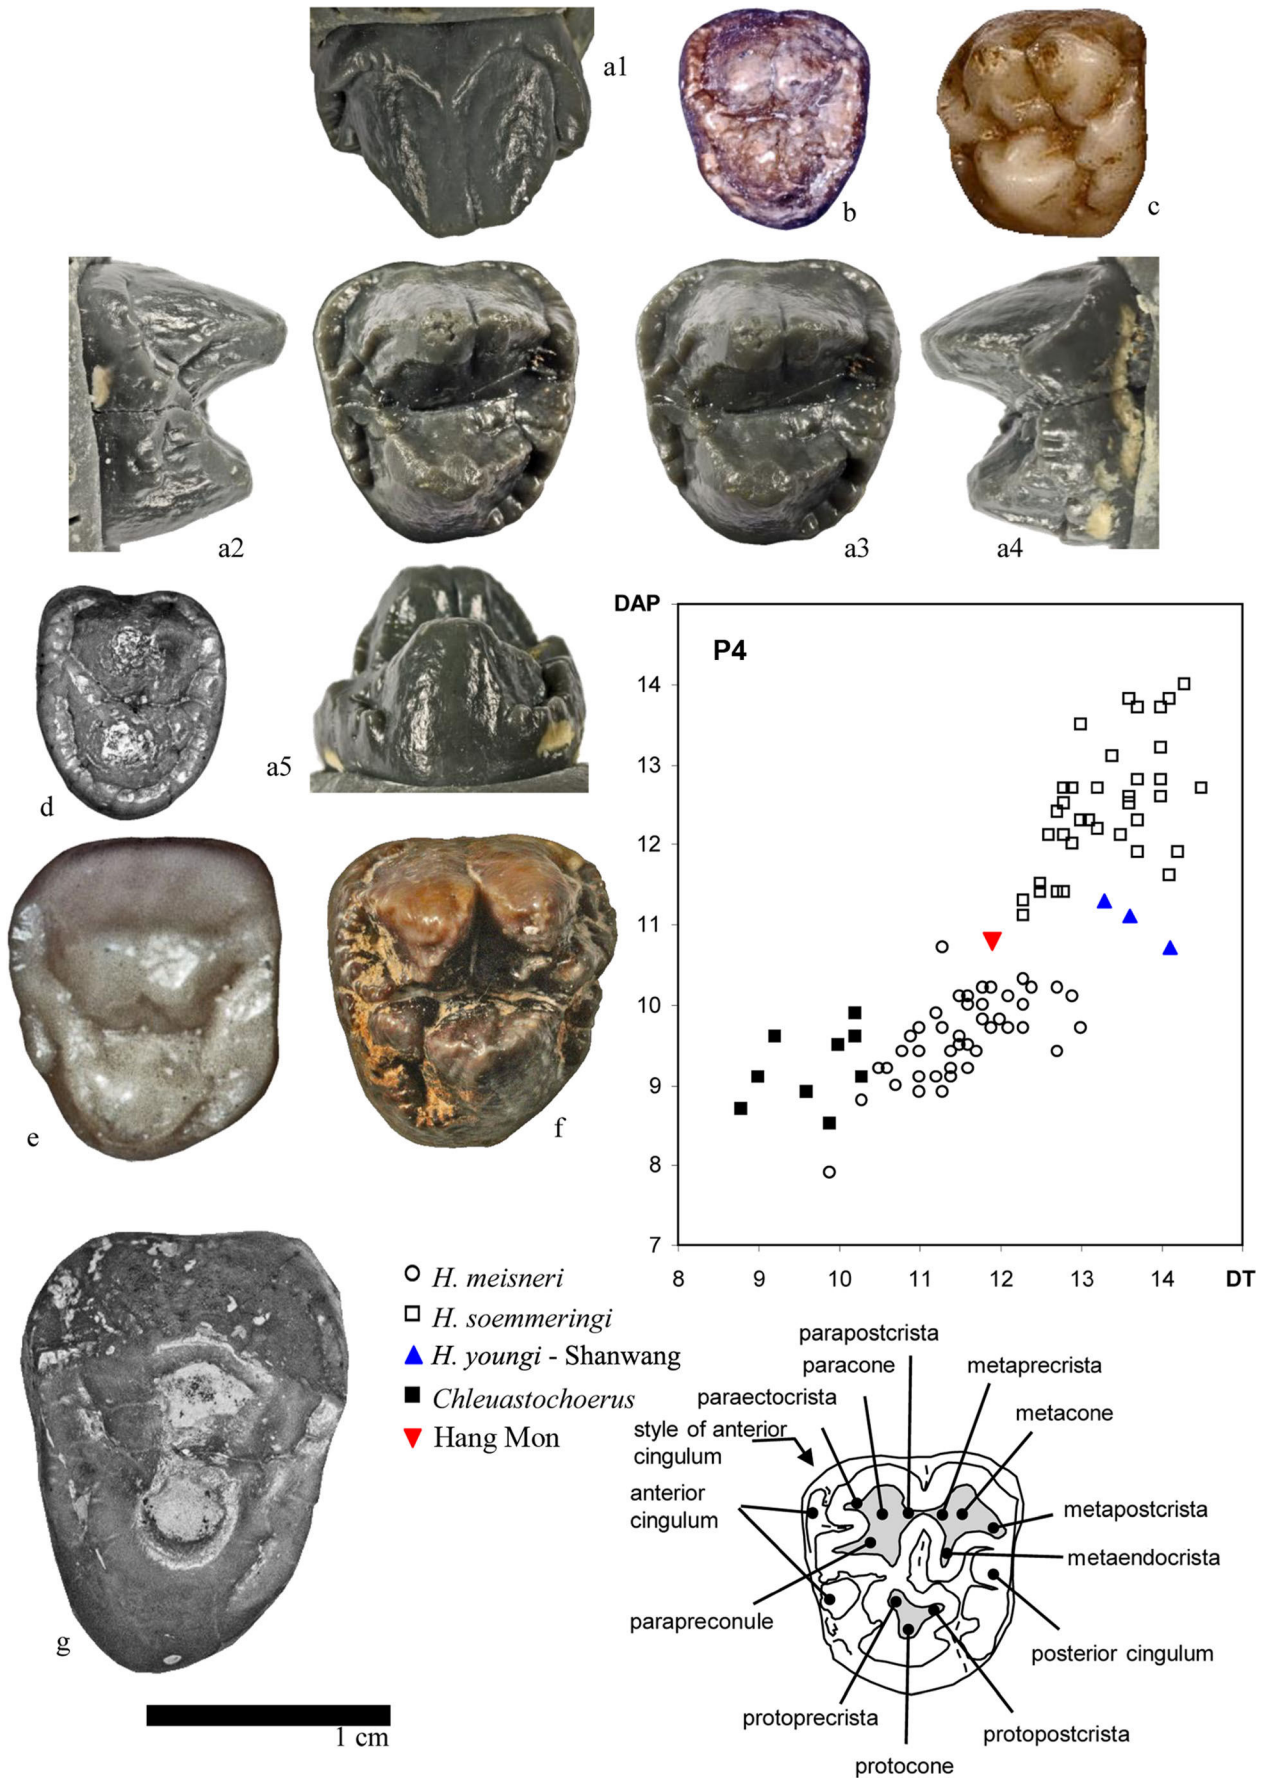 a1
b
c
a2
a3
a4
d
a5
e
f
g
1 cm
DAP
P4
14
13
12
11
10
9
8
7
8
9
10
11
12
13
14
DT
H. meisneri
H. soemmeringi
H. youngi - Shanwang
Chleuastochoerus
Hang Mon
parapostcrista
paracone
metaprecrista
paraectocrista
metacone
style of anterior
cingulum
anterior
cingulum
metapostcrista
metaendocrista
parapreconule
posterior cingulum
protoprecrista
protopostcrista
protocone